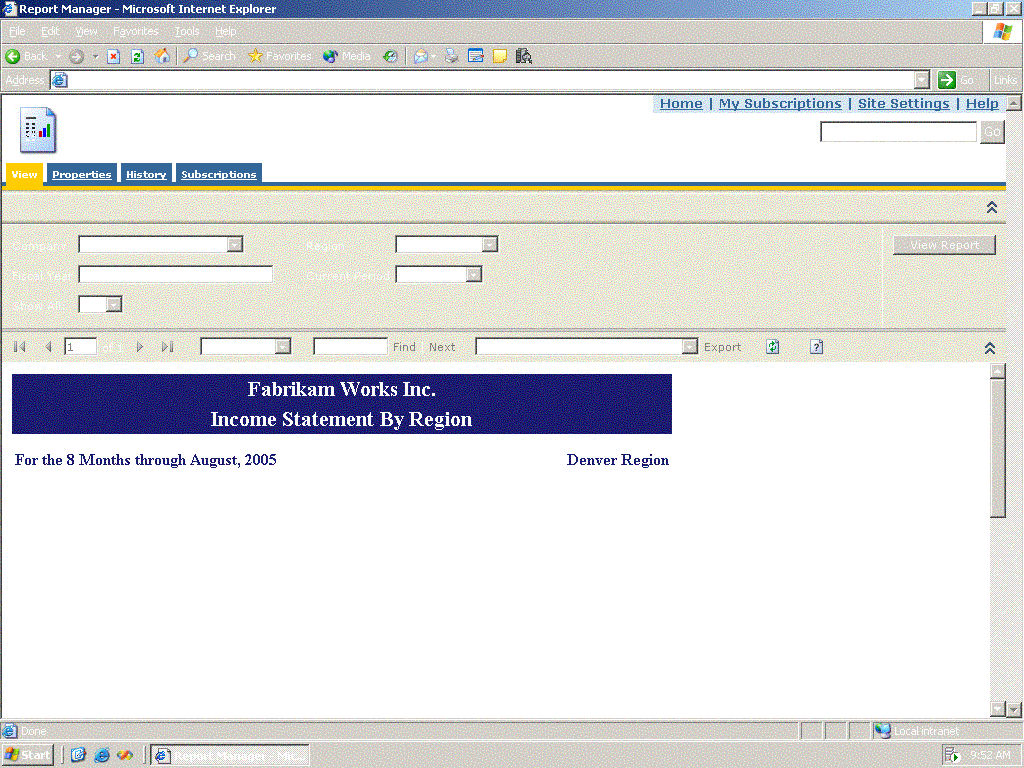 Report Manager - Microsoft Internet Explorer
File Edit View Favorites Tools Help
Back Search Favorites Media
Address Go Links
Home | My Subscriptions | Site Settings | Help
Go
View Properties History Subscriptions
Company Region View Report
Fiscal Year Current Period
Show All
1 of 1 Find Next Export
Fabrikam Works Inc.
Income Statement By Region
For the 8 Months through August, 2005 Denver Region
Done Local intranet
Start Report Manager - Mic... 9:52 AM